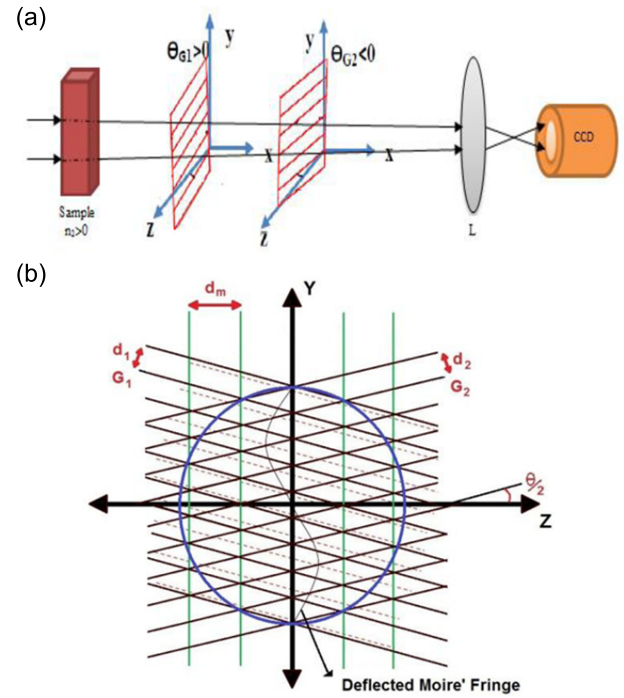 (a)
y
θG1>0
y
θG2<0
x
x
z
z
Sample
n2>0
L
CCD
(b)
dm
Y
d1
G1
d2
G2
θ/2
Z
Deflected Moire' Fringe